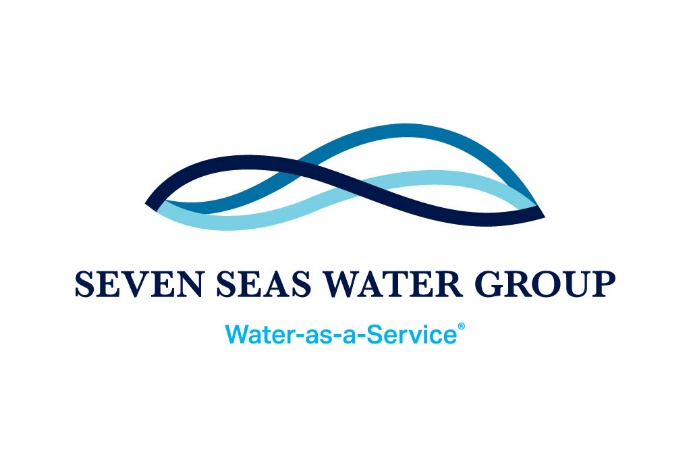 SEVEN SEAS WATER GROUP
Water-as-a-Service®